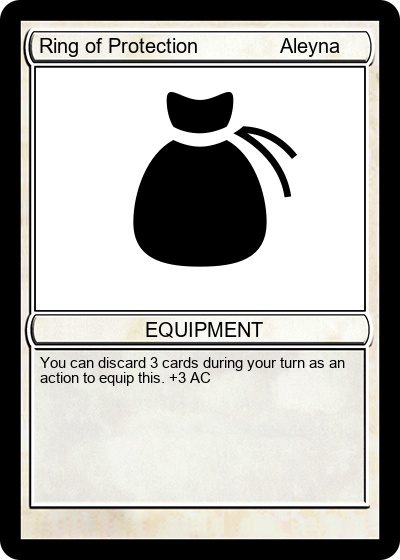 Ring of Protection Aleyna
EQUIPMENT
You can discard 3 cards during your turn as an
action to equip this. +3 AC